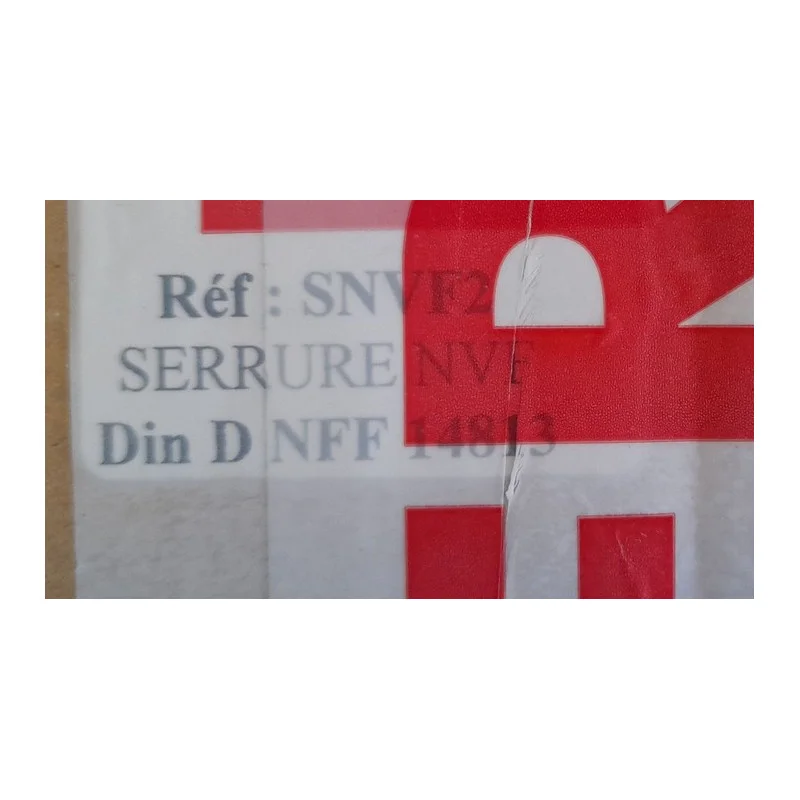 Réf : SNVF2
SERRURE NVF
Din D NFF 14813